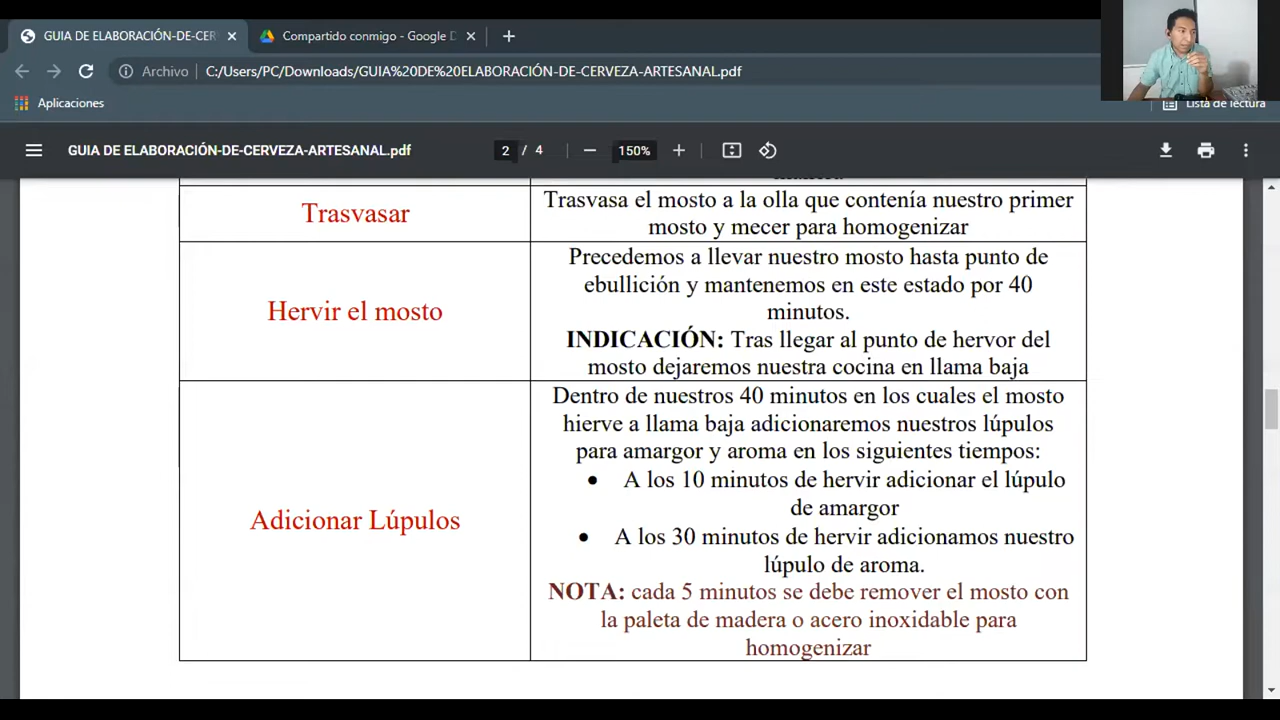 GUIA DE ELABORACIÓN-DE-CER
Compartido conmigo - Google D
Archivo
C:/Users/PC/Downloads/GUIA%20DE%20ELABORACIÓN-DE-CERVEZA-ARTESANAL.pdf
Aplicaciones
Lista de lectura
GUIA DE ELABORACIÓN-DE-CERVEZA-ARTESANAL.pdf
2 / 4
150%
Trasvasar
Trasvasa el mosto a la olla que contenía nuestro primer
mosto y mecer para homogenizar
Hervir el mosto
Precedemos a llevar nuestro mosto hasta punto de
ebullición y mantenemos en este estado por 40
minutos.
INDICACIÓN: Tras llegar al punto de hervor del
mosto dejaremos nuestra cocina en llama baja
Adicionar Lúpulos
Dentro de nuestros 40 minutos en los cuales el mosto
hierve a llama baja adicionaremos nuestros lúpulos
para amargor y aroma en los siguientes tiempos:
• A los 10 minutos de hervir adicionar el lúpulo
de amargor
• A los 30 minutos de hervir adicionamos nuestro
lúpulo de aroma.
NOTA: cada 5 minutos se debe remover el mosto con
la paleta de madera o acero inoxidable para
homogenizar